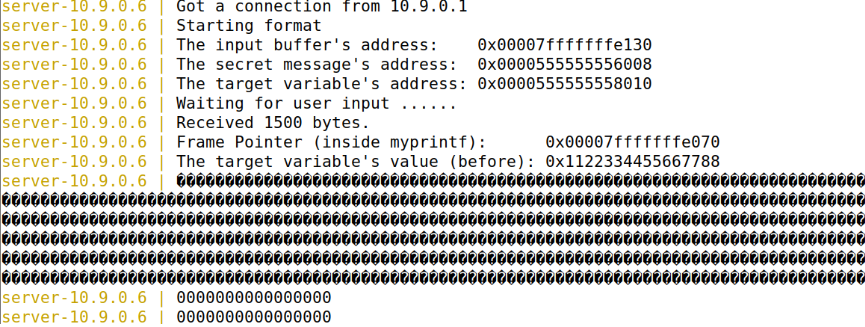 server-10.9.0.6 | Got a connection from 10.9.0.1
server-10.9.0.6 | Starting format
server-10.9.0.6 | The input buffer's address:    0x00007fffffffe130
server-10.9.0.6 | The secret message's address:  0x0000555555556008
server-10.9.0.6 | The target variable's address: 0x0000555555558010
server-10.9.0.6 | Waiting for user input ......
server-10.9.0.6 | Received 1500 bytes.
server-10.9.0.6 | Frame Pointer (inside myprintf):      0x00007fffffffe070
server-10.9.0.6 | The target variable's value (before): 0x1122334455667788
server-10.9.0.6 |
server-10.9.0.6 | 0000000000000000
server-10.9.0.6 | 0000000000000000